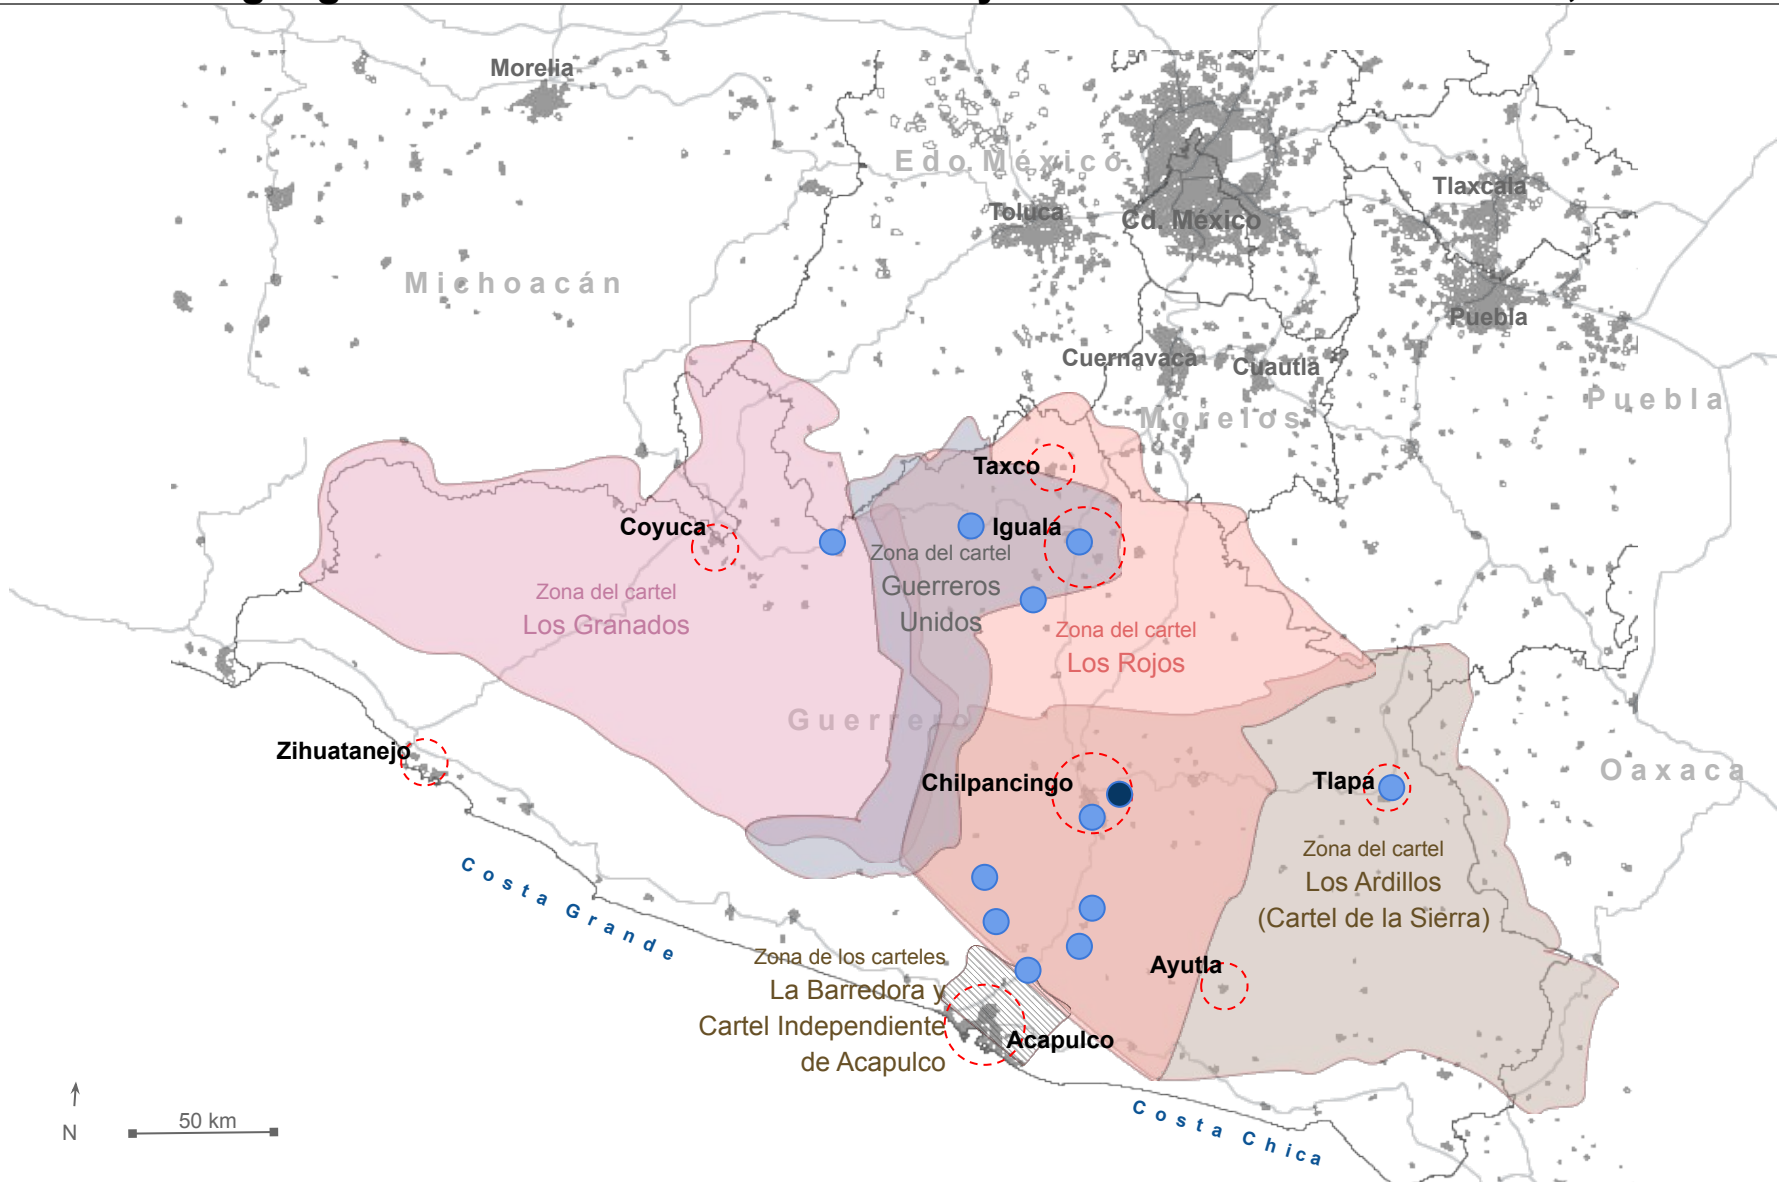 Morelia
Edo. México
Tlaxcala
Toluca
Cd. México
Michoacán
Puebla
Cuernavaca
Cuautla
Puebla
Morelos
Taxco
Coyuca
Iguala
Zona del cartel
Guerreros
Unidos
Zona del cartel
Los Granados
Zona del cartel
Los Rojos
Guerrero
Zihuatanejo
Oaxaca
Chilpancingo
Tlapa
Zona del cartel
Los Ardillos
(Cartel de la Sierra)
Costa Grande
Zona de los carteles
La Barredora y
Cartel Independiente
de Acapulco
Ayutla
Acapulco
Costa Chica
N
50 km